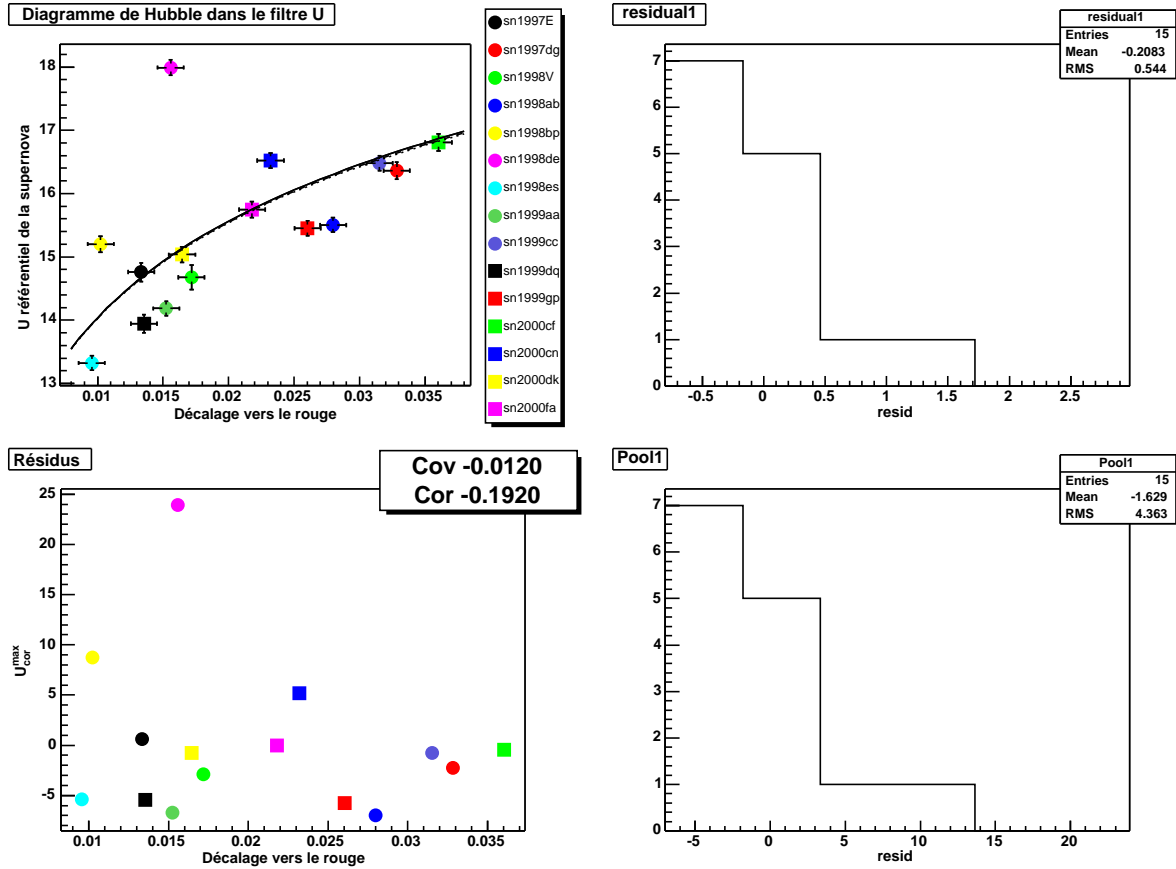 Diagramme de Hubble dans le filtre U
U référentiel de la supernova
18
17
16
15
14
13
0.01
0.015
0.02
0.025
0.03
0.035
Décalage vers le rouge
sn1997E
sn1997dg
sn1998V
sn1998ab
sn1998bp
sn1998de
sn1998es
sn1999aa
sn1999cc
sn1999dq
sn1999gp
sn2000cf
sn2000cn
sn2000dk
sn2000fa
residual1
residual1
Entries 15
Mean -0.2083
RMS 0.544
7
6
5
4
3
2
1
0
-0.5
0
0.5
1
1.5
2
2.5
resid
Résidus
Cov -0.0120
Cor -0.1920
U_cor^max
25
20
15
10
5
0
-5
0.01
0.015
0.02
0.025
0.03
0.035
Décalage vers le rouge
Pool1
Pool1
Entries 15
Mean -1.629
RMS 4.363
7
6
5
4
3
2
1
0
-5
0
5
10
15
20
resid